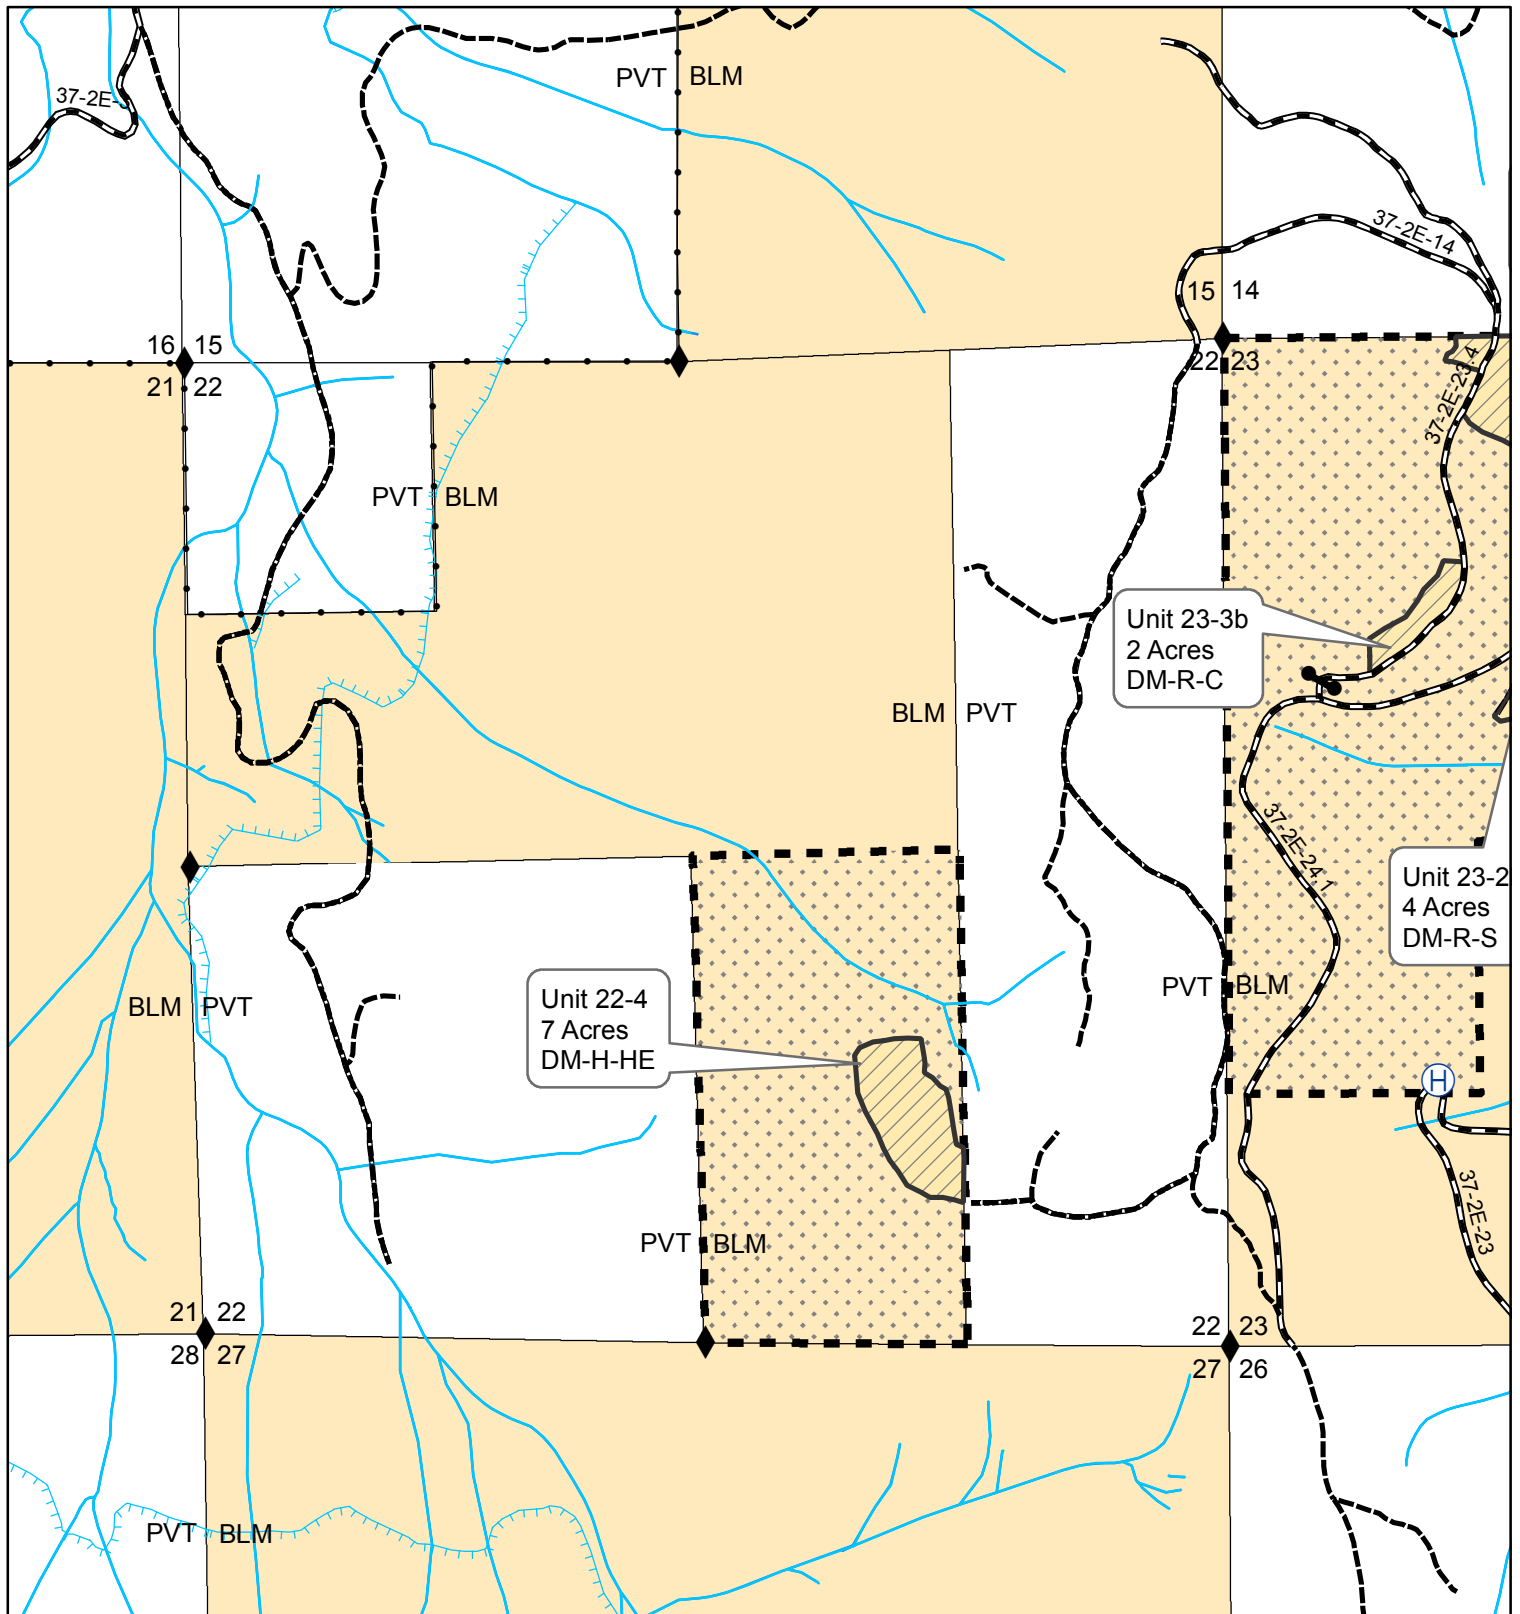 PVT BLM
37-2E-
37-2E-14
15 14
16 15
22 23
21 22
37-2E-23.4
PVT BLM
Unit 23-3b
2 Acres
DM-R-C
BLM PVT
37-2E-24.1
Unit 23-2
4 Acres
DM-R-S
Unit 22-4
7 Acres
DM-H-HE
PVT BLM
BLM PVT
H
37-2E-23
PVT BLM
21 22
22 23
28 27
27 26
PVT BLM